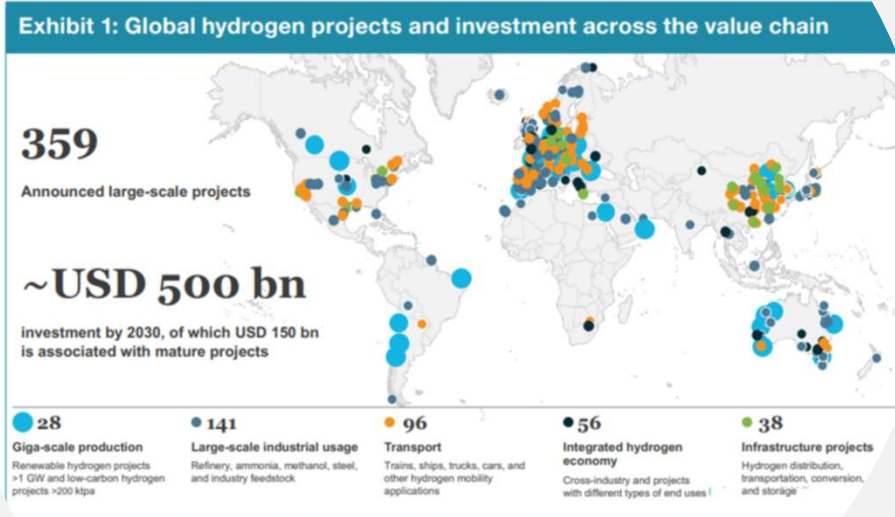 Exhibit 1: Global hydrogen projects and investment across the value chain
359
Announced large-scale projects
~USD 500 bn
investment by 2030, of which USD 150 bn
is associated with mature projects
28
Giga-scale production
Renewable hydrogen projects
>1 GW and low-carbon hydrogen
projects >200 ktpa
141
Large-scale industrial usage
Refinery, ammonia, methanol, steel,
and industry feedstock
96
Transport
Trains, ships, trucks, cars, and
other hydrogen mobility
applications
56
Integrated hydrogen
economy
Cross-industry and projects
with different types of end uses
38
Infrastructure projects
Hydrogen distribution,
transportation, conversion,
and storage